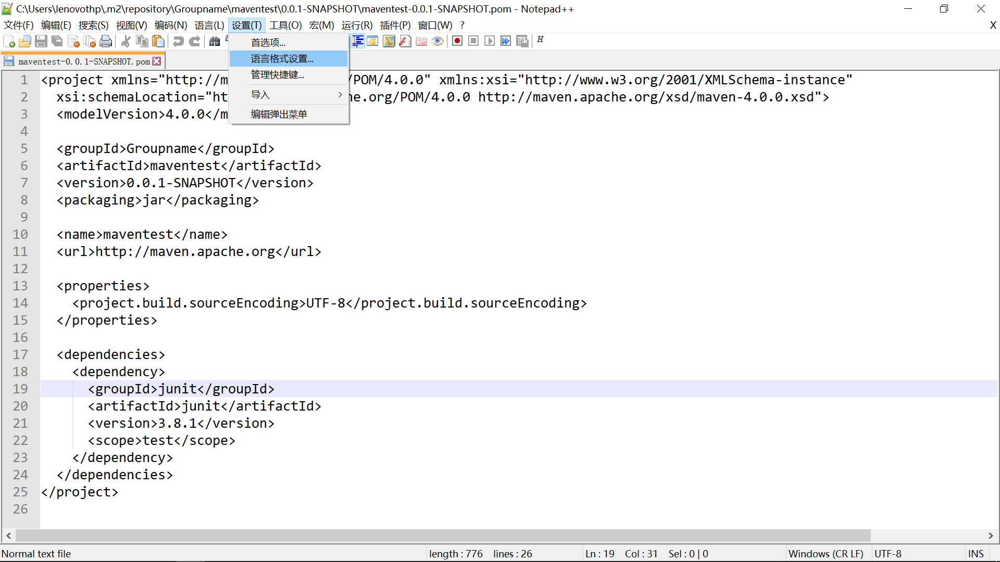 C:\Users\lenovothp\.m2\repository\Groupname\maventest\0.0.1-SNAPSHOT\maventest-0.0.1-SNAPSHOT.pom - Notepad++
文件(F) 编辑(E) 搜索(S) 视图(V) 编码(N) 语言(L) 设置(T) 工具(O) 宏(M) 运行(R) 插件(P) 窗口(W) ? X
首选项...
语言格式设置...
管理快捷键...
导入
编辑弹出菜单
maventest-0.0.1-SNAPSHOT.pom
1 <project xmlns="http://m /POM/4.0.0" xmlns:xsi="http://www.w3.org/2001/XMLSchema-instance"
2 xsi:schemaLocation="ht he.org/POM/4.0.0 http://maven.apache.org/xsd/maven-4.0.0.xsd">
3 <modelVersion>4.0.0</m
4
5 <groupId>Groupname</groupId>
6 <artifactId>maventest</artifactId>
7 <version>0.0.1-SNAPSHOT</version>
8 <packaging>jar</packaging>
9
10 <name>maventest</name>
11 <url>http://maven.apache.org</url>
12
13 <properties>
14 <project.build.sourceEncoding>UTF-8</project.build.sourceEncoding>
15 </properties>
16
17 <dependencies>
18 <dependency>
19 <groupId>junit</groupId>
20 <artifactId>junit</artifactId>
21 <version>3.8.1</version>
22 <scope>test</scope>
23 </dependency>
24 </dependencies>
25 </project>
26
Normal text file length : 776 lines : 26 Ln : 19 Col : 31 Sel : 0 | 0 Windows (CR LF) UTF-8 INS